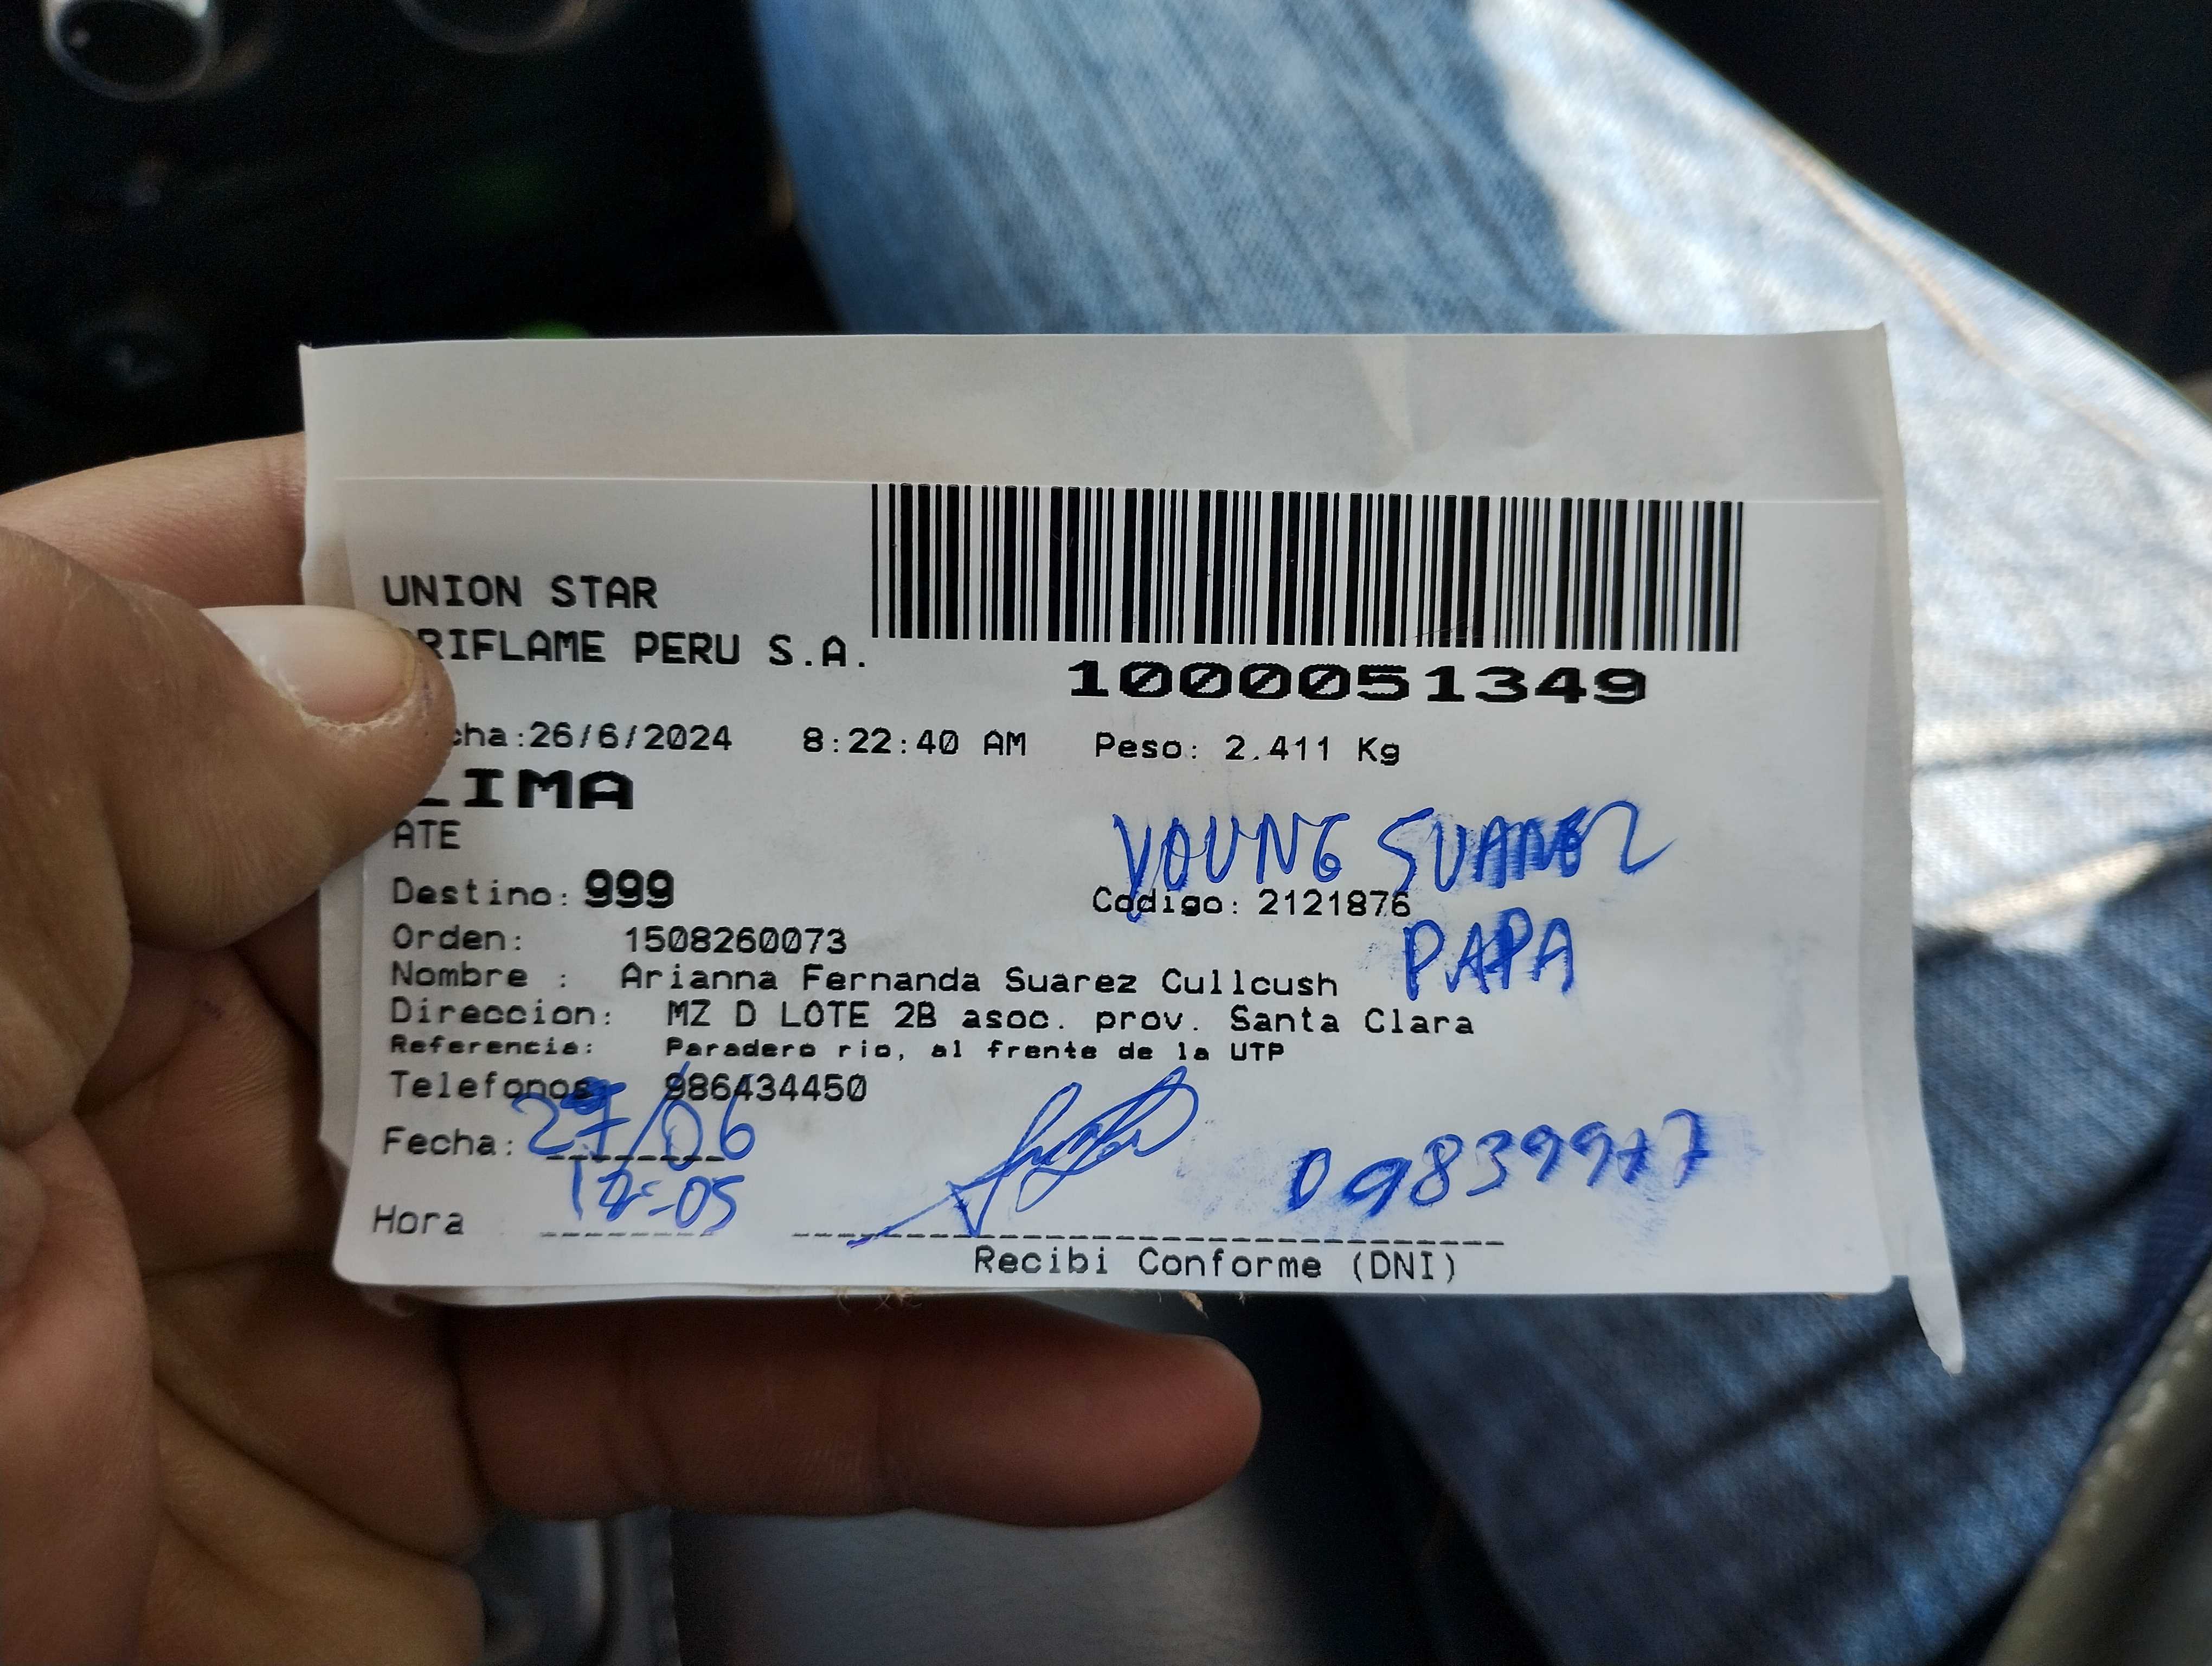 UNION STAR
RIFLAME PERU S.A.
1000051349
cha:26/6/2024 8:22:40 AM Peso: 2.411 Kg
LIMA
ATE
YOUNG SUAREZ
Destino: 999 Codigo: 2121876
PAPA
Orden: 1508260073
Nombre : Arianna Fernanda Suarez Cullcush
Direccion: MZ D LOTE 2B asoc. prov. Santa Clara
Referencia: Paradero rio, al frente de la UTP
Telefonos: 986434450
Fecha: 27/06
Hora
Recibi Conforme (DNI)